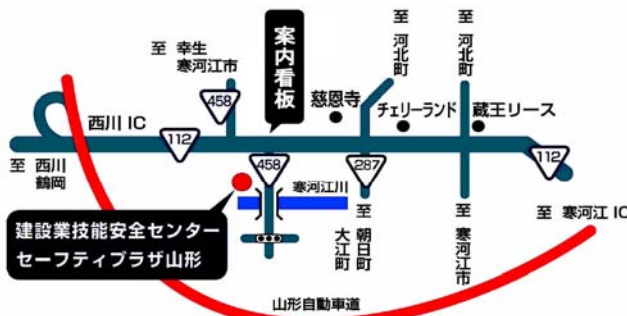 至 河北町
至 河北町
案内看板
至 幸生
寒河江市
458
慈恩寺
チェリーランド
蔵王リース
西川 IC
112
至 西川
鶴岡
458
287
112
寒河江川
至 朝日町
大江町
至 寒河江市
至 寒河江 IC
建設業技能安全センター
セーフティプラザ山形
山形自動車道